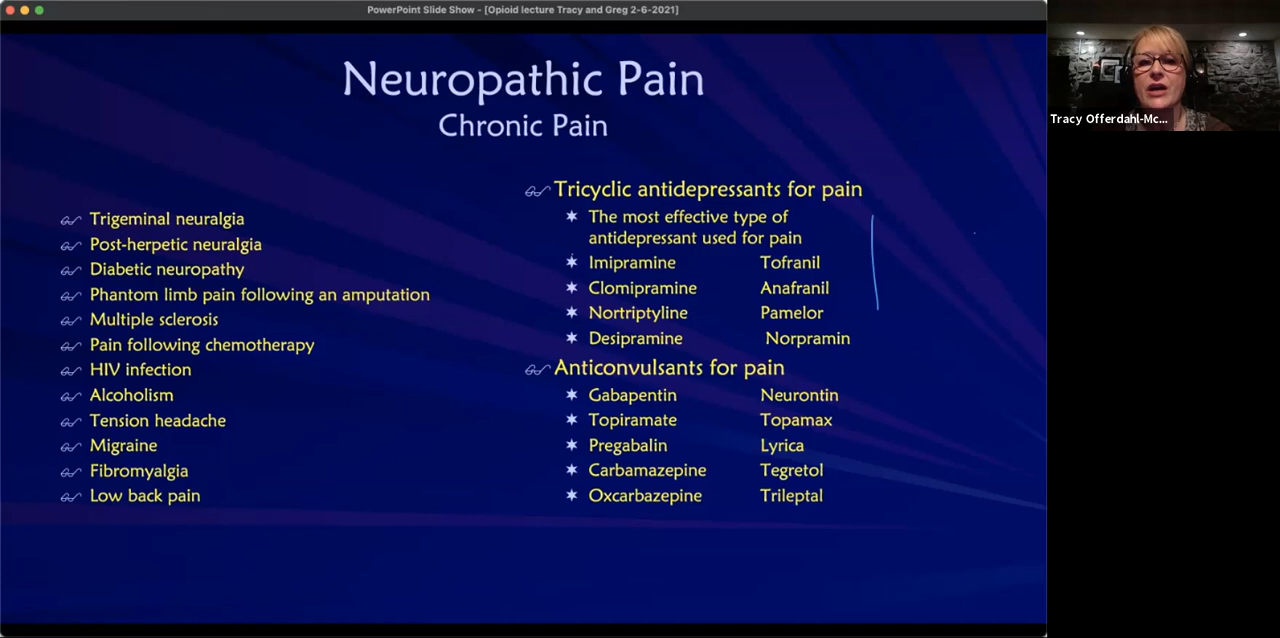 PowerPoint Slide Show - [Opioid lecture Tracy and Greg 2-6-2021]
Neuropathic Pain
Chronic Pain
Trigeminal neuralgia
Post-herpetic neuralgia
Diabetic neuropathy
Phantom limb pain following an amputation
Multiple sclerosis
Pain following chemotherapy
HIV infection
Alcoholism
Tension headache
Migraine
Fibromyalgia
Low back pain
Tricyclic antidepressants for pain
The most effective type of
antidepressant used for pain
Imipramine Tofranil
Clomipramine Anafranil
Nortriptyline Pamelor
Desipramine Norpramin
Anticonvulsants for pain
Gabapentin Neurontin
Topiramate Topamax
Pregabalin Lyrica
Carbamazepine Tegretol
Oxcarbazepine Trileptal
Tracy Offerdahl-Mc...